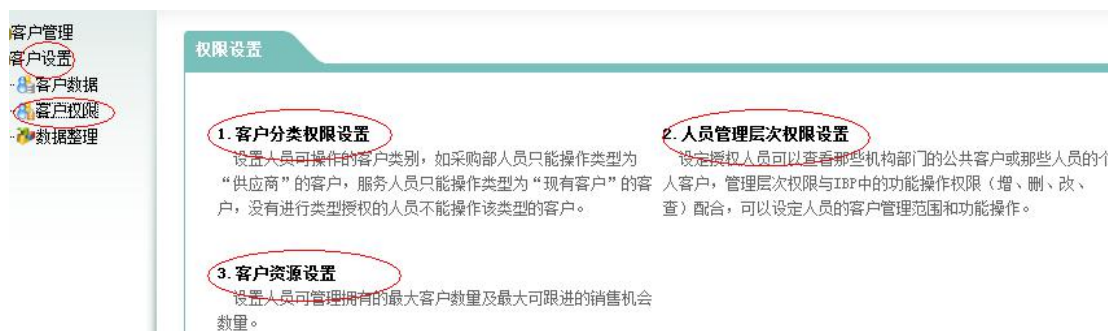 客户管理
客户设置
客户数据
客户权限
数据整理
权限设置
1.客户分类权限设置
设置人员可操作的客户类别，如采购部人员只能操作类型为
“供应商”的客户，服务人员只能操作类型为“现有客户”的客
户，没有进行类型授权的人员不能操作该类型的客户。
2.人员管理层次权限设置
设定授权人员可以查看那些机构部门的公共客户或那些人员的个
人客户，管理层次权限与IBP中的功能操作权限（增、删、改、
查）配合，可以设定人员的客户管理范围和功能操作。
3.客户资源设置
设置人员可管理拥有的最大客户数量及最大可跟进的销售机会
数量。